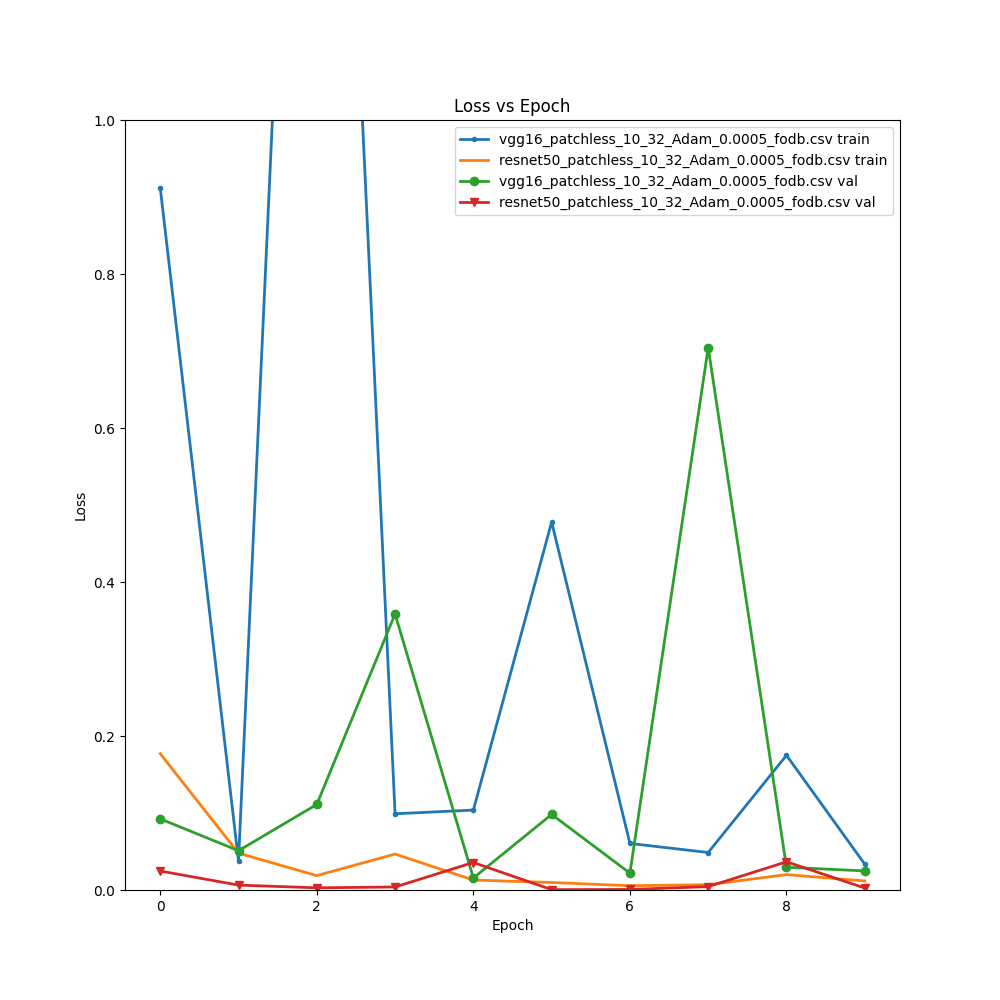 Loss vs Epoch
1.0
0.8
0.6
0.4
0.2
0.0
Loss
vgg16_patchless_10_32_Adam_0.0005_fodb.csv train
resnet50_patchless_10_32_Adam_0.0005_fodb.csv train
vgg16_patchless_10_32_Adam_0.0005_fodb.csv val
resnet50_patchless_10_32_Adam_0.0005_fodb.csv val
0 2 4 6 8
Epoch